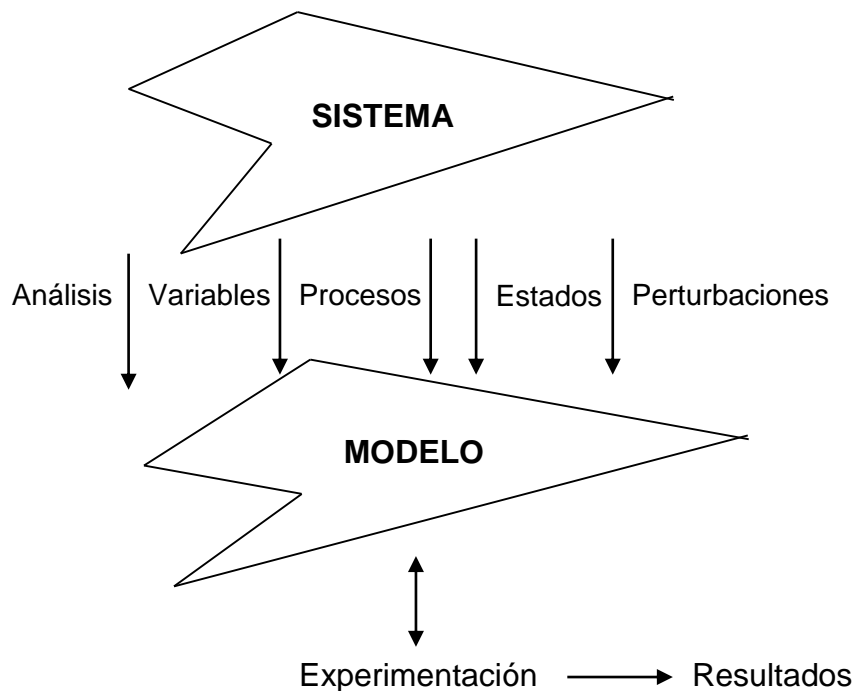 SISTEMA
Análisis Variables Procesos Estados Perturbaciones
MODELO
Experimentación Resultados